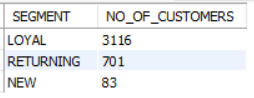 SEGMENT NO_OF_CUSTOMERS
LOYAL 3116
RETURNING 701
NEW 83